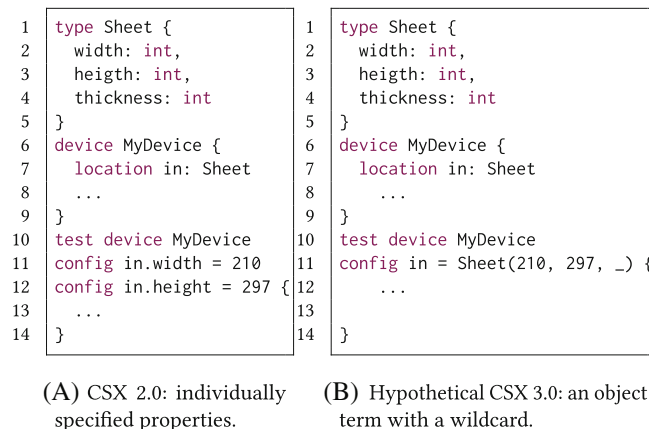 1 type Sheet {
2 width: int,
3 heigth: int,
4 thickness: int
5 }
6 device MyDevice {
7 location in: Sheet
8 ...
9 }
10 test device MyDevice
11 config in.width = 210
12 config in.height = 297 {
13 ...
14 }
(A) CSX 2.0: individually
specified properties.
1 type Sheet {
2 width: int,
3 heigth: int,
4 thickness: int
5 }
6 device MyDevice {
7 location in: Sheet
8 ...
9 }
10 test device MyDevice
11 config in = Sheet(210, 297, _) {
12 ...
13
14 }
(B) Hypothetical CSX 3.0: an object
term with a wildcard.